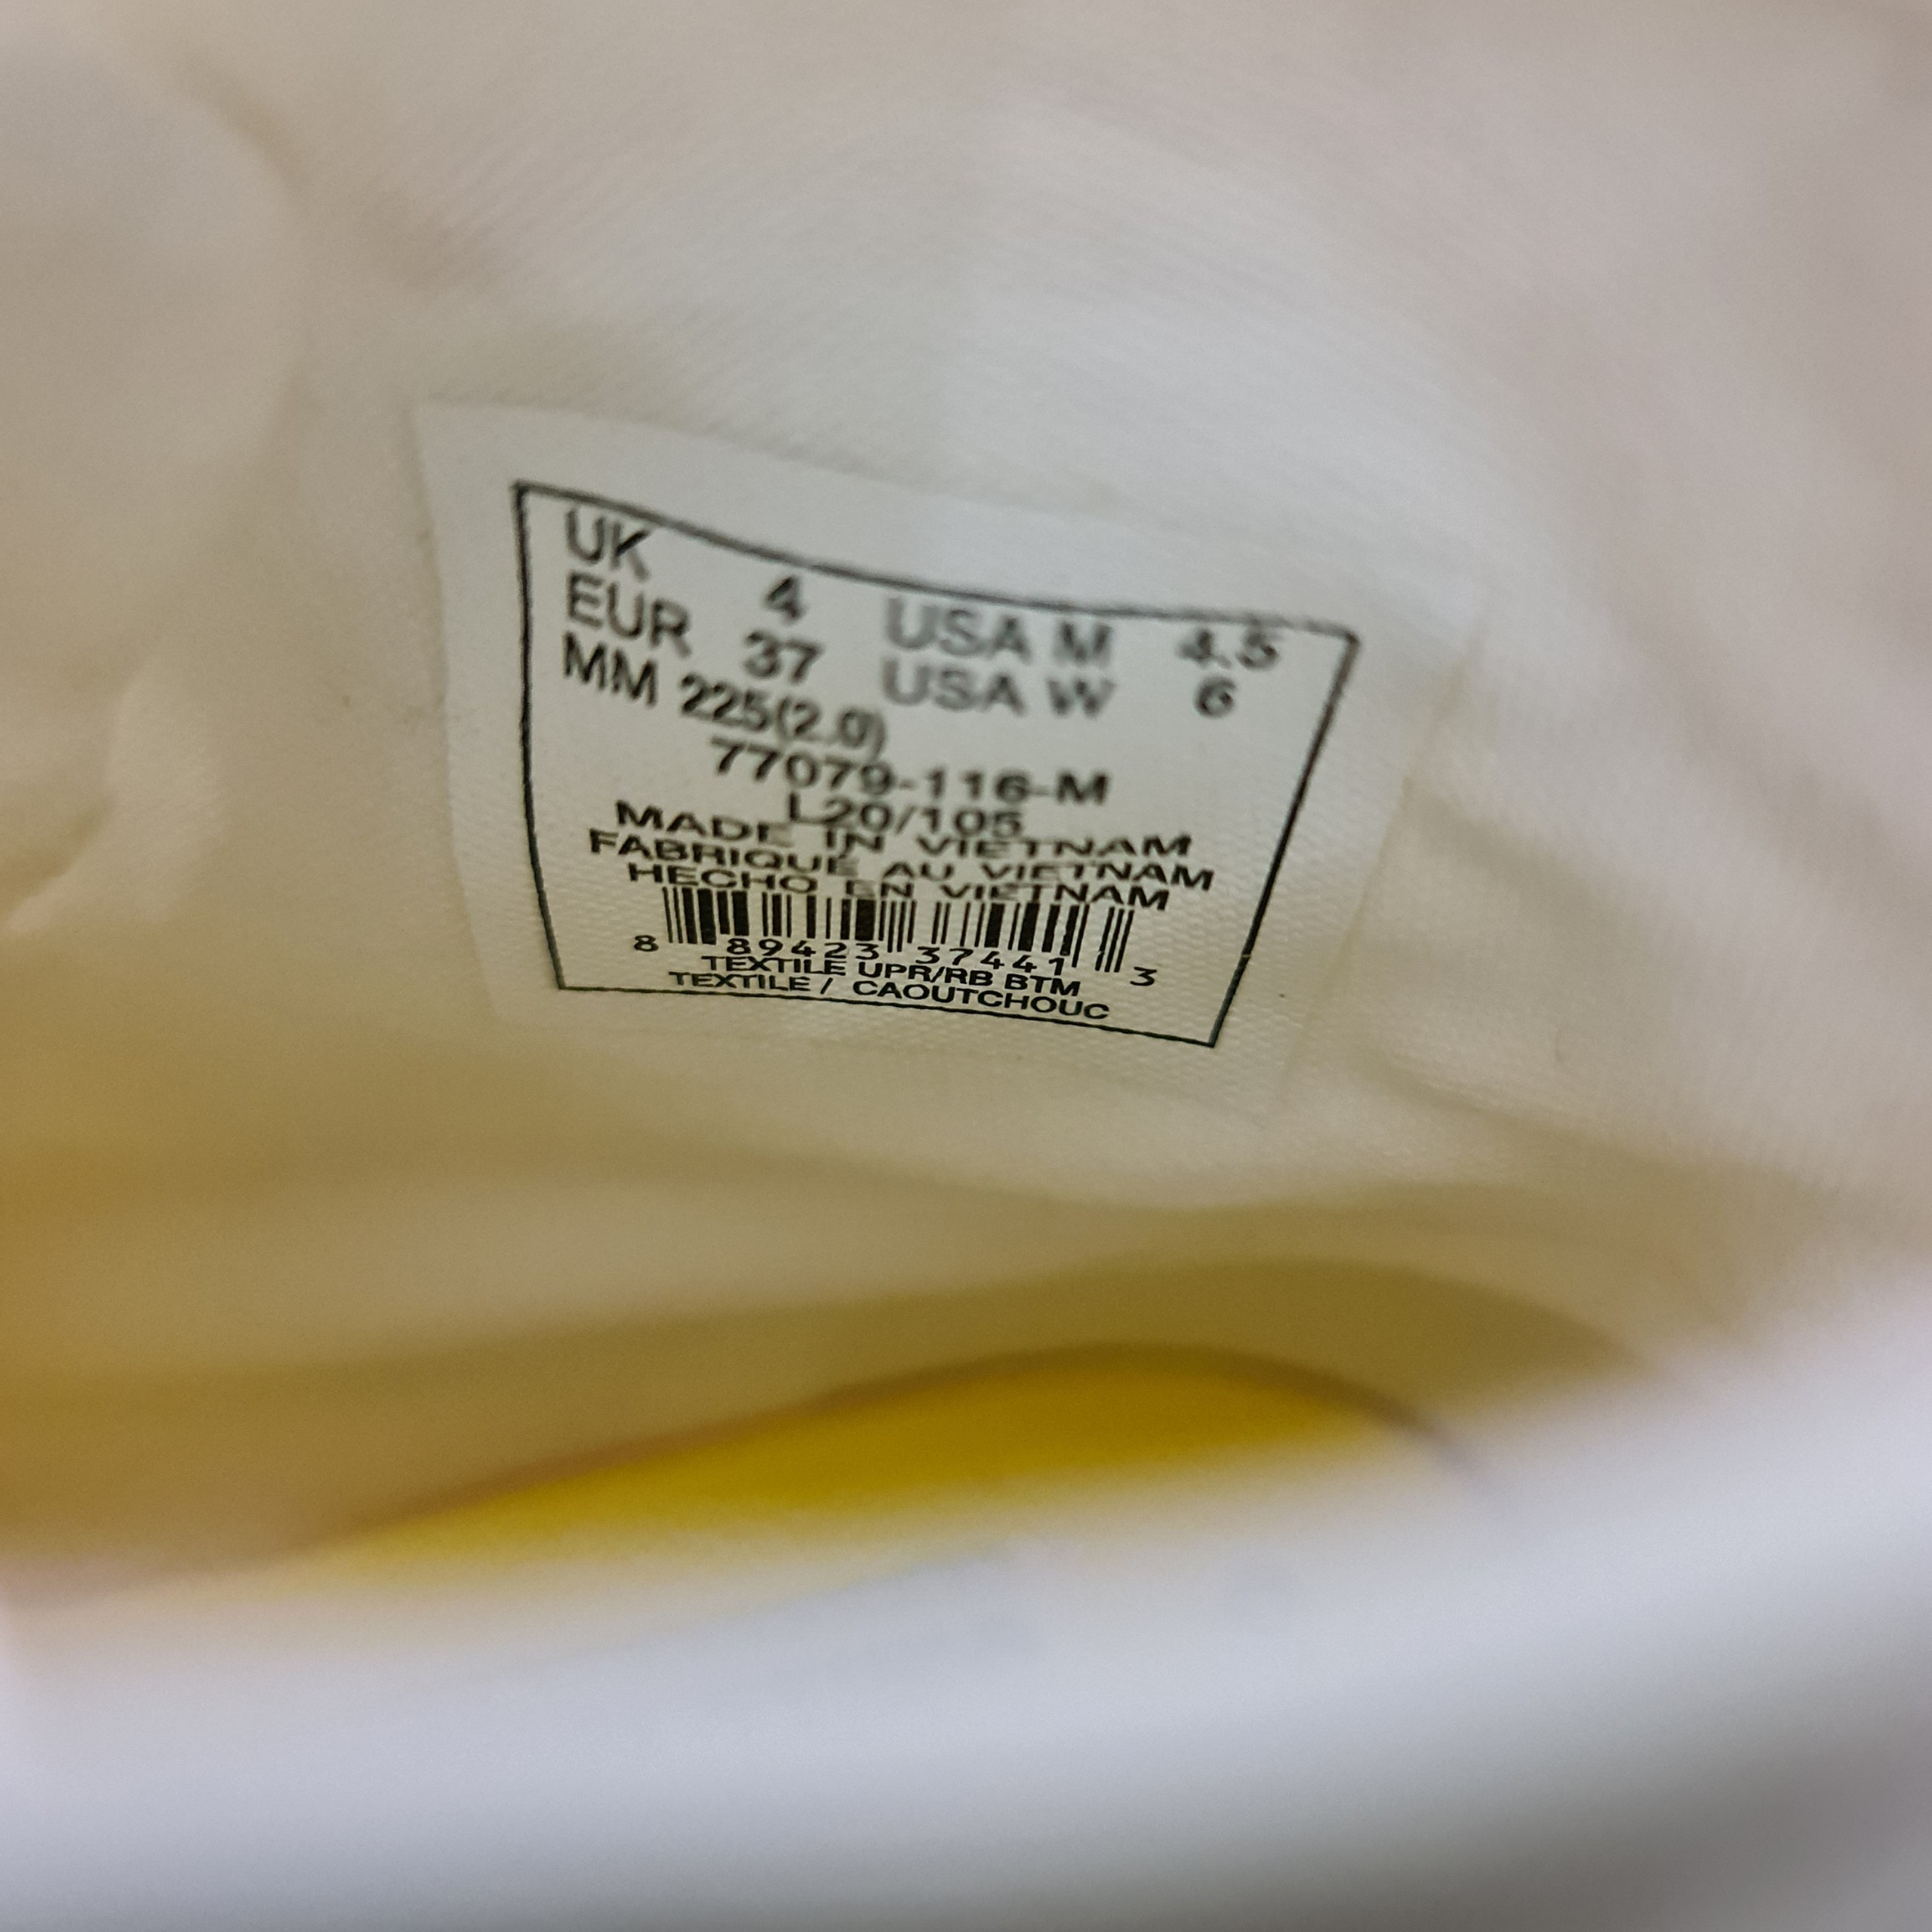 UK 4 USA M 4.5
EUR 37 USA W 6
MM 225(2.0)
77079-116-M
L20/105
MADE IN VIETNAM
FABRIQUE AU VIETNAM
HECHO EN VIETNAM
8 89423 37441 3
TEXTILE UPR/RB BTM
TEXTILE / CAOUTCHOUC